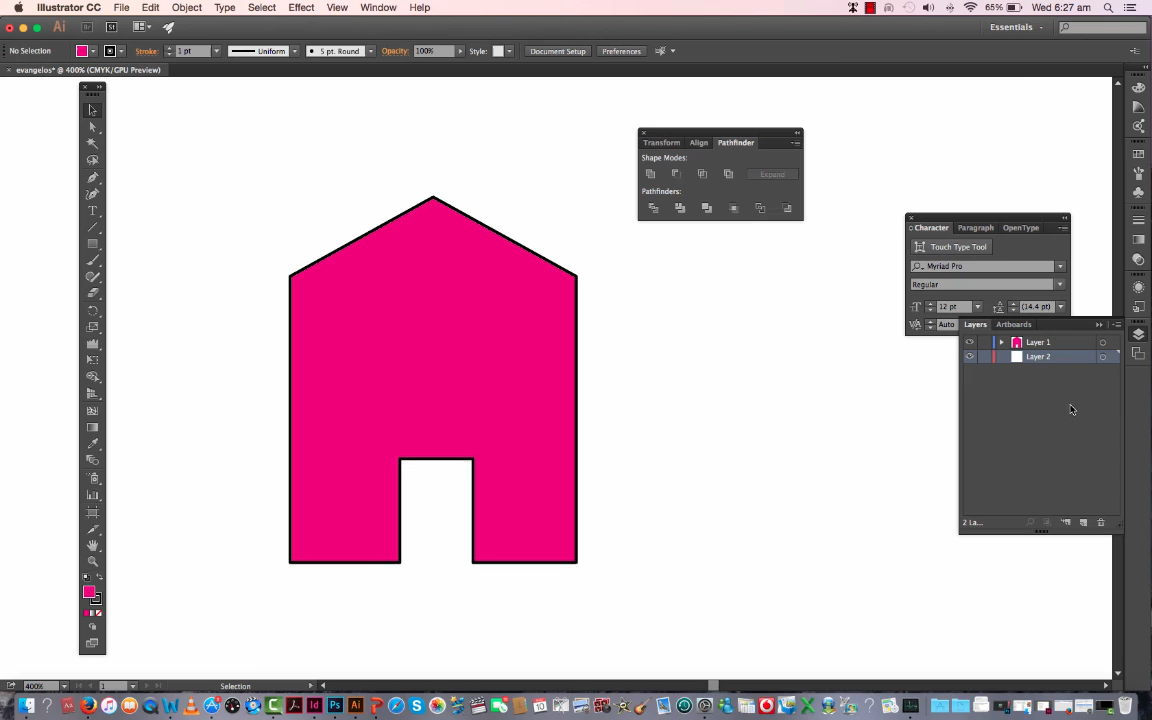 Illustrator CC File Edit Object Type Select Effect View Window Help 65% Wed 6:27 am
Ai Br St Essentials
No Selection Stroke: 1 pt Uniform 5 pt. Round Opacity: 100% Style: Document Setup Preferences
evangelos* @ 400% (CMYK/GPU Preview)
Transform Align Pathfinder
Shape Modes:
Expand
Pathfinders:
Character Paragraph OpenType
Touch Type Tool
Myriad Pro
Regular
12 pt (14.4 pt)
Auto
Layers Artboards
Layer 1
Layer 2
2 La...
400% 1 Selection